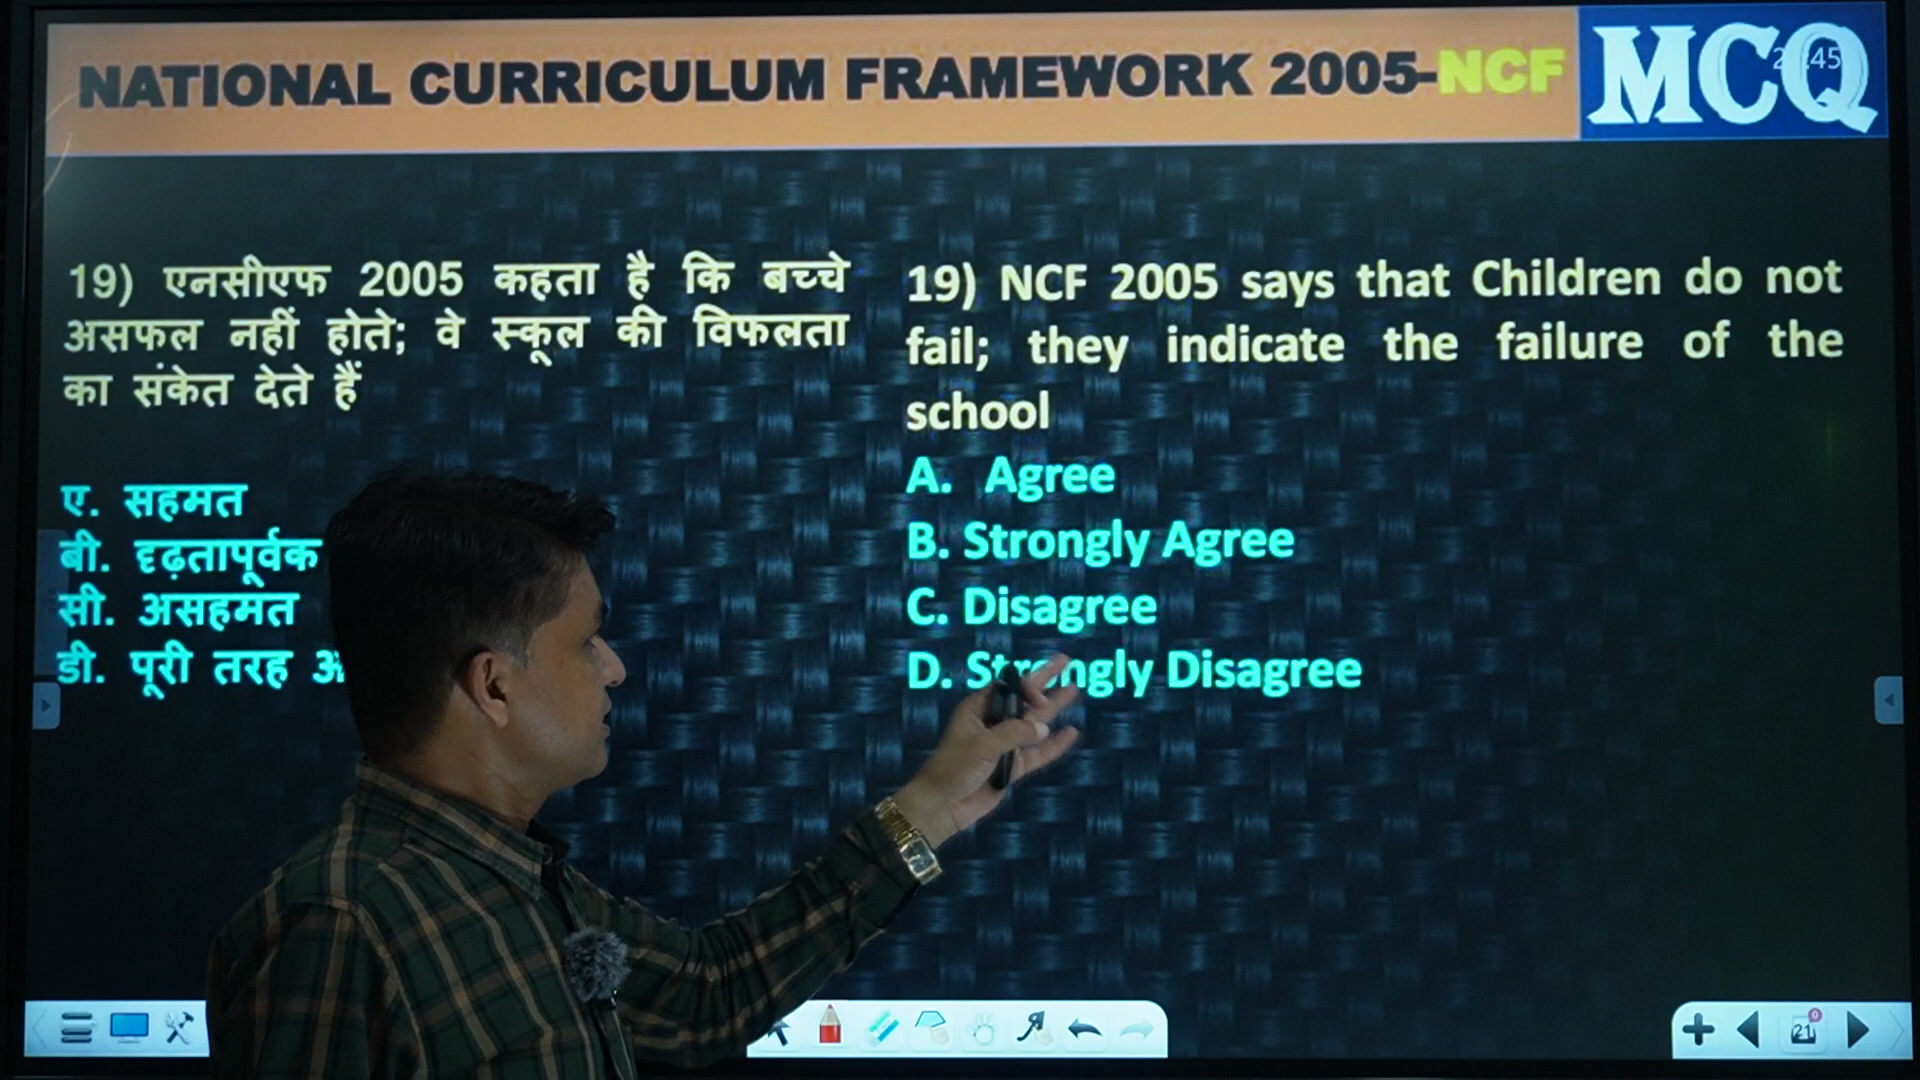 NATIONAL CURRICULUM FRAMEWORK 2005-NCF
MCQ
19) एनसीएफ 2005 कहता है कि बच्चे
असफल नहीं होते; वे स्कूल की विफलता
का संकेत देते हैं
ए. सहमत
बी. दृढ़तापूर्वक
सी. असहमत
डी. पूरी तरह
19) NCF 2005 says that Children do not
fail; they indicate the failure of the
school
A. Agree
B. Strongly Agree
C. Disagree
D. Strongly Disagree
21